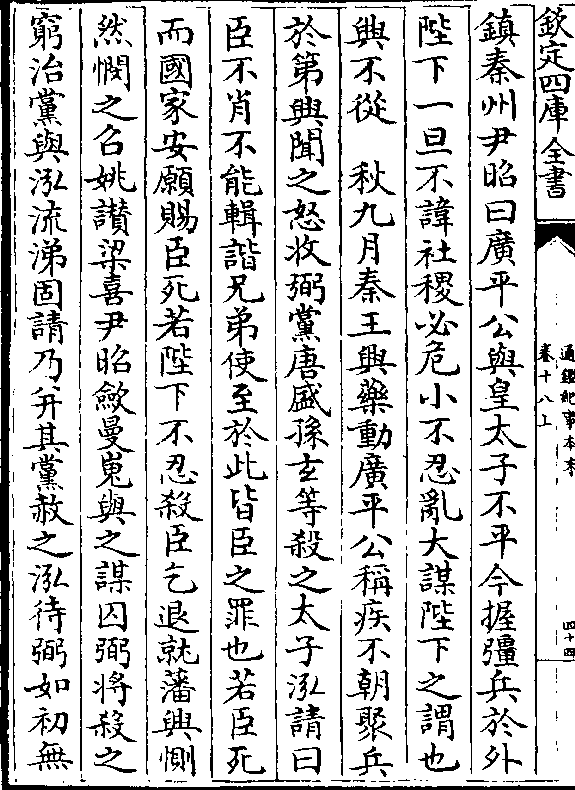 欽定四庫全書
通鑑紀事本末
卷十八上
四十四
鎮秦州尹昭曰廣平公與皇太子不平今握彊兵於外
陛下一旦不諱社稷必危小不忍亂大謀陛下之謂也
興不從　秋九月秦王興藥動廣平公稱疾不朝聚兵
於第興聞之怒收弼黨唐盛孫玄等殺之太子泓請曰
臣不肖不能輯諧兄弟使至於此皆臣之罪也若臣死
而國家安願賜臣死若陛下不忍殺臣乞退就藩興惻
然憫之召姚讃梁喜尹昭斂曼嵬與之謀囚弼將殺之
窮治黨與泓流涕固請乃并其黨赦之泓待弼如初無